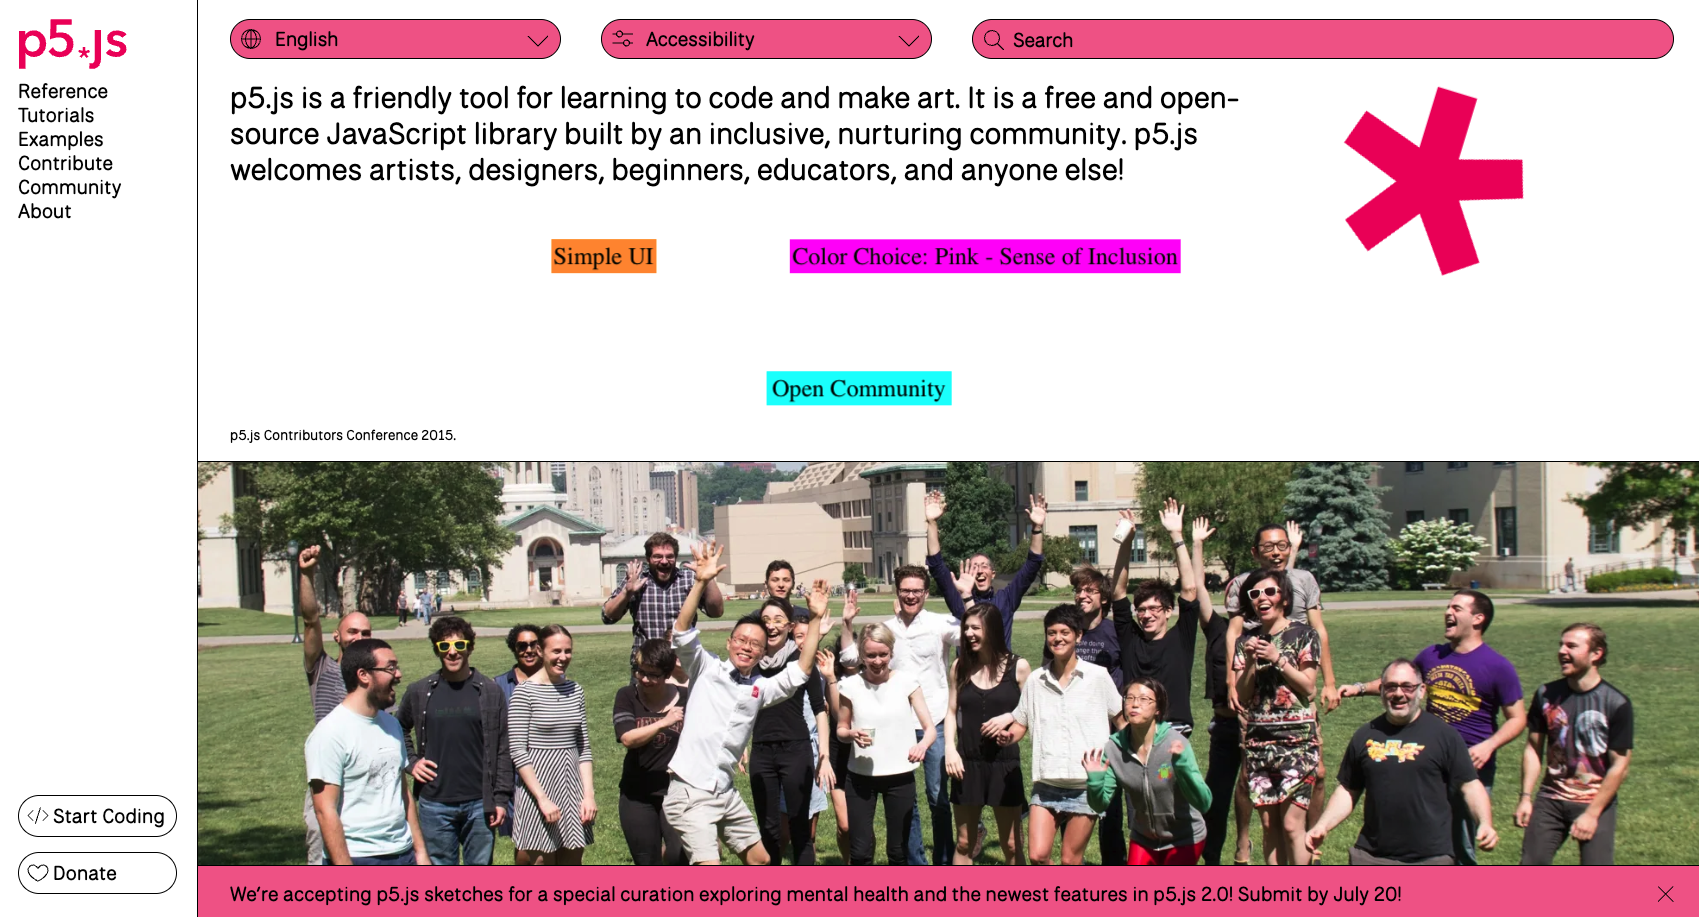 p5.js
Reference
Tutorials
Examples
Contribute
Community
About
Start Coding
Donate
English
Accessibility
Search
p5.js is a friendly tool for learning to code and make art. It is a free and open-
source JavaScript library built by an inclusive, nurturing community. p5.js
welcomes artists, designers, beginners, educators, and anyone else!
Simple UI
Color Choice: Pink - Sense of Inclusion
Open Community
p5.js Contributors Conference 2015.
We're accepting p5.js sketches for a special curation exploring mental health and the newest features in p5.js 2.0! Submit by July 20!